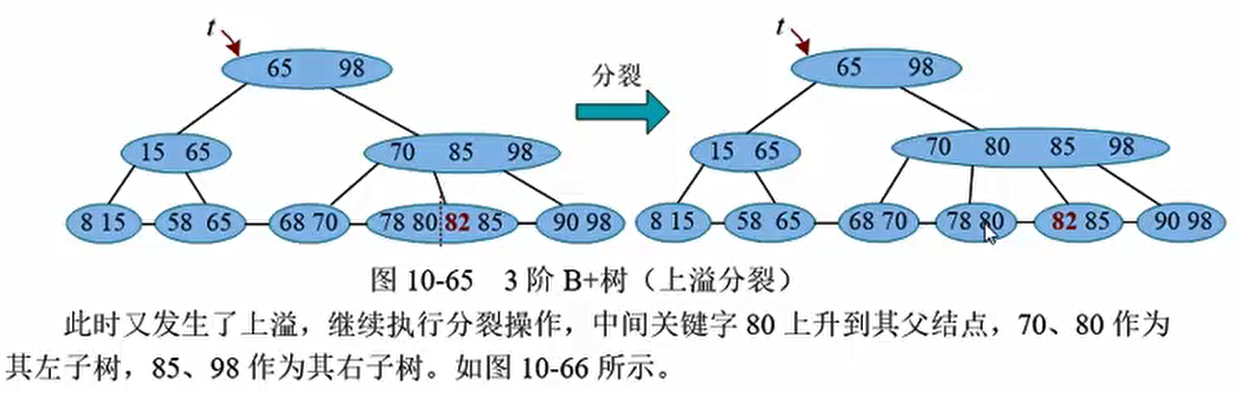 t
t
65 98
分裂
65 98
15 65
70 85 98
15 65
70 80 85 98
8 15
58 65
68 70
78 80 82 85
90 98
8 15
58 65
68 70
78 80
82 85
90 98
图 10-65 3 阶 B+树（上溢分裂）
此时又发生了上溢，继续执行分裂操作，中间关键字 80 上升到其父结点，70、80 作为
其左子树，85、98 作为其右子树。如图 10-66 所示。